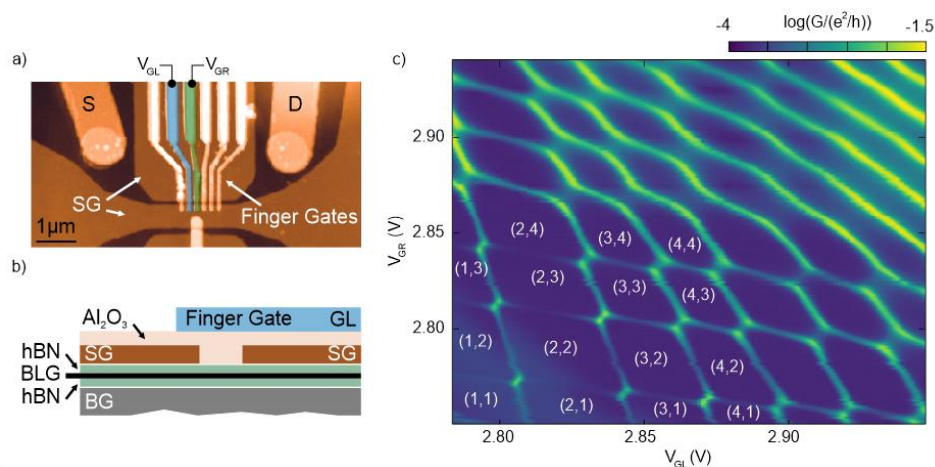 a)
V_GL
V_GR
S
D
SG
Finger Gates
1µm
b)
Al₂O₃
Finger Gate GL
hBN
SG SG
BLG
hBN
BG
c)
-4 log(G/(e²/h) -1.5
V_GR (V)
2.90
2.85
2.80
(2,4) (3,4) (4,4)
(1,3) (2,3) (3,3) (4,3)
(1,2) (2,2) (3,2) (4,2)
(1,1) (2,1) (3,1) (4,1)
2.80 2.85 2.90
V_GL (V)